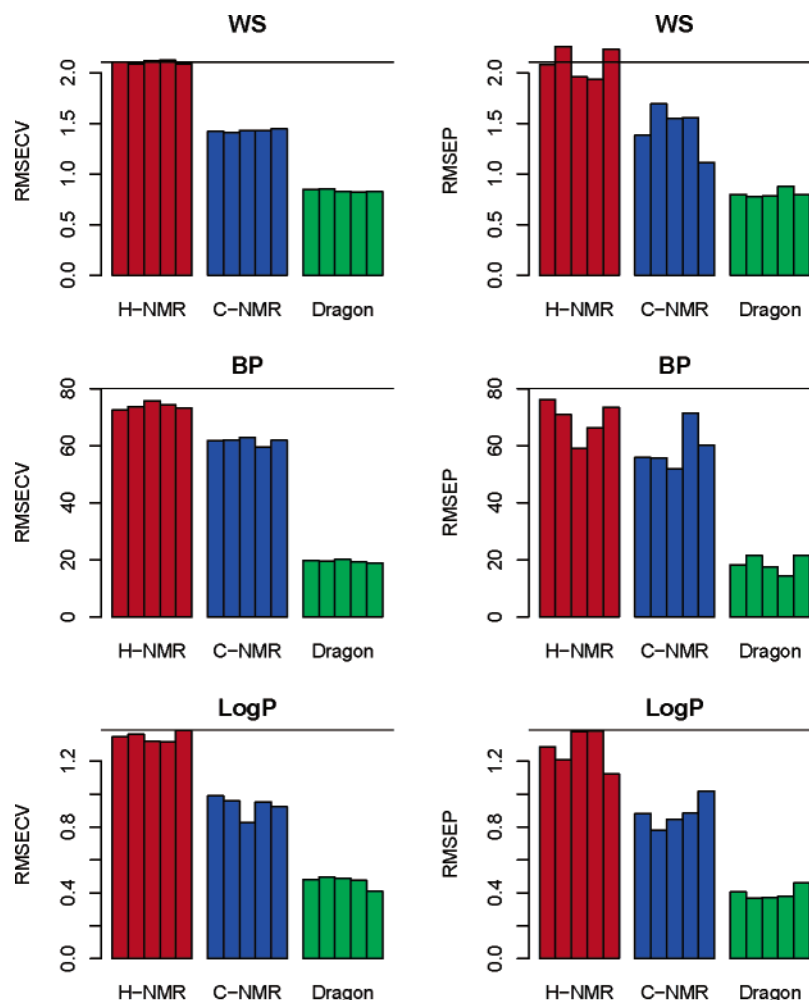 WS
RMSECV
2.0
1.5
1.0
0.5
0.0
H-NMR C-NMR Dragon
WS
RMSEP
2.0
1.5
1.0
0.5
0.0
H-NMR C-NMR Dragon
BP
RMSECV
80
60
40
20
0
H-NMR C-NMR Dragon
BP
RMSEP
80
60
40
20
0
H-NMR C-NMR Dragon
LogP
RMSECV
1.2
0.8
0.4
0.0
H-NMR C-NMR Dragon
LogP
RMSEP
1.2
0.8
0.4
0.0
H-NMR C-NMR Dragon